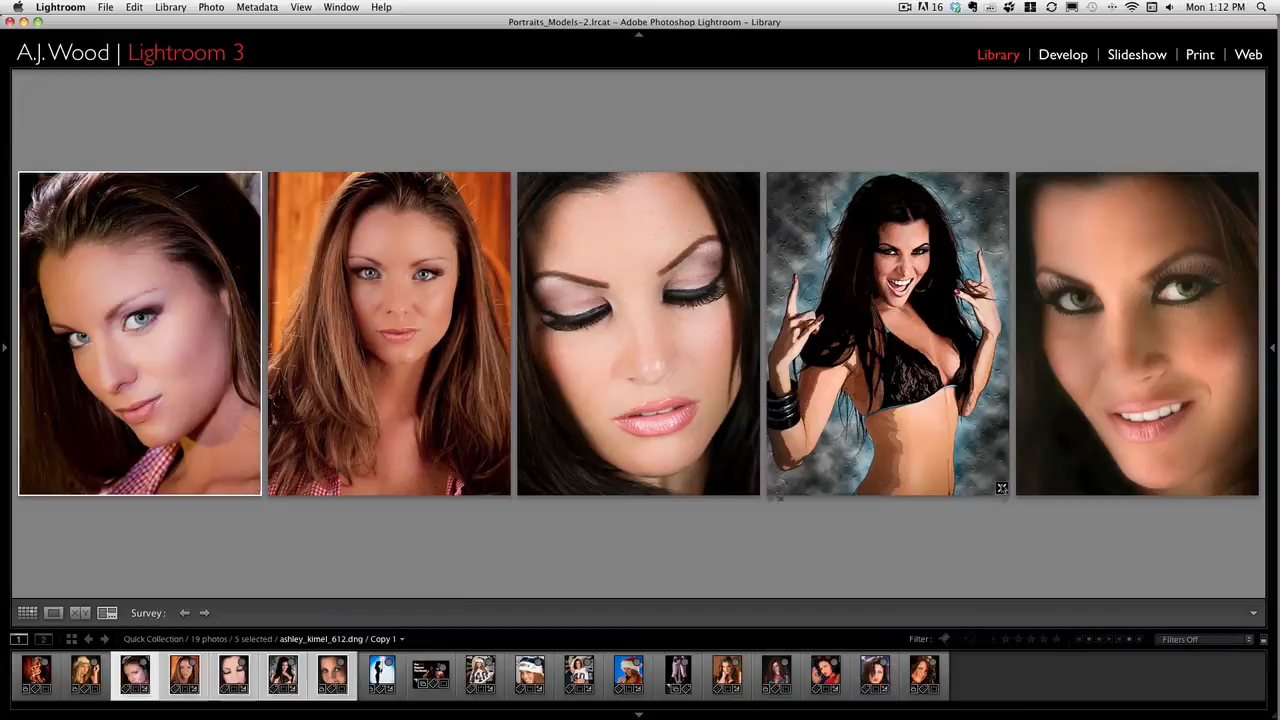 Lightroom File Edit Library Photo Metadata View Window Help 16 Mon 1:12 PM
Portraits_Models-2.lrcat – Adobe Photoshop Lightroom – Library
A.J.Wood | Lightroom 3
Library | Develop | Slideshow | Print | Web
Survey :
1 2 Quick Collection / 19 photos / 5 selected / ashley_kimel_612.dng / Copy 1 Filter : Filters Off